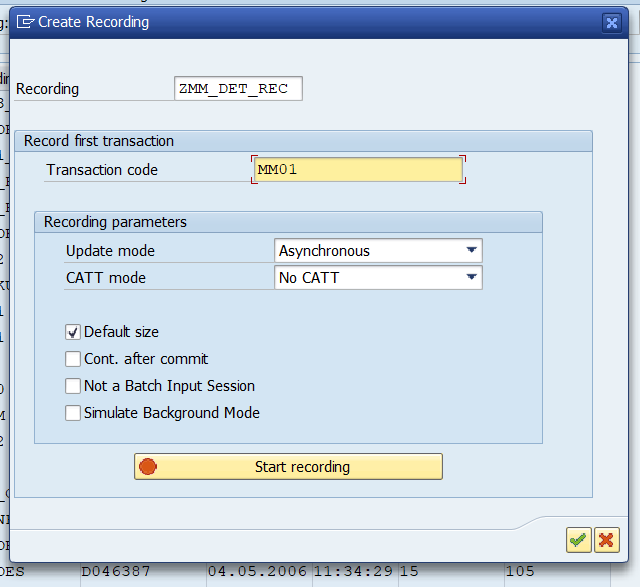 Create Recording
Recording ZMM_DET_REC
Record first transaction
Transaction code MM01
Recording parameters
Update mode Asynchronous
CATT mode No CATT
Default size
Cont. after commit
Not a Batch Input Session
Simulate Background Mode
Start recording
DES D046387 04.05.2006 11:34:29 15 105